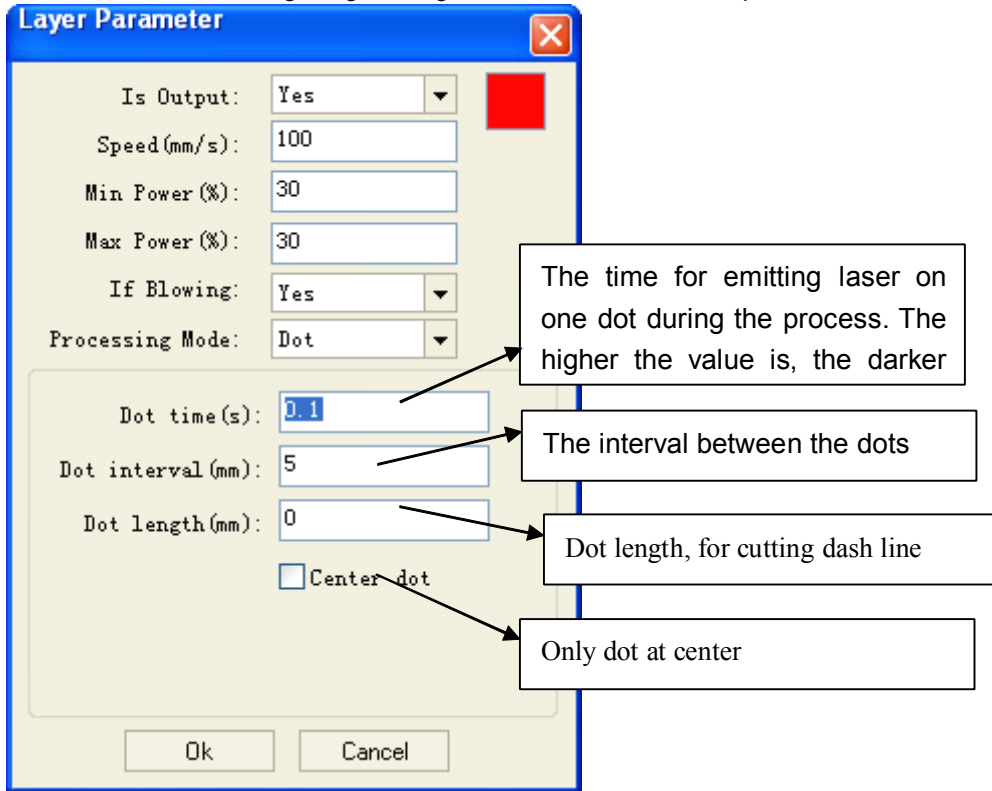 Layer Parameter
Is Output: Yes
Speed(mm/s): 100
Min Power(%): 30
Max Power(%): 30
If Blowing: Yes
Processing Mode: Dot
Dot time(s): 0.1
Dot interval(mm): 5
Dot length(mm): 0
Center dot
Ok Cancel
The time for emitting laser on
one dot during the process. The
higher the value is, the darker
The interval between the dots
Dot length, for cutting dash line
Only dot at center